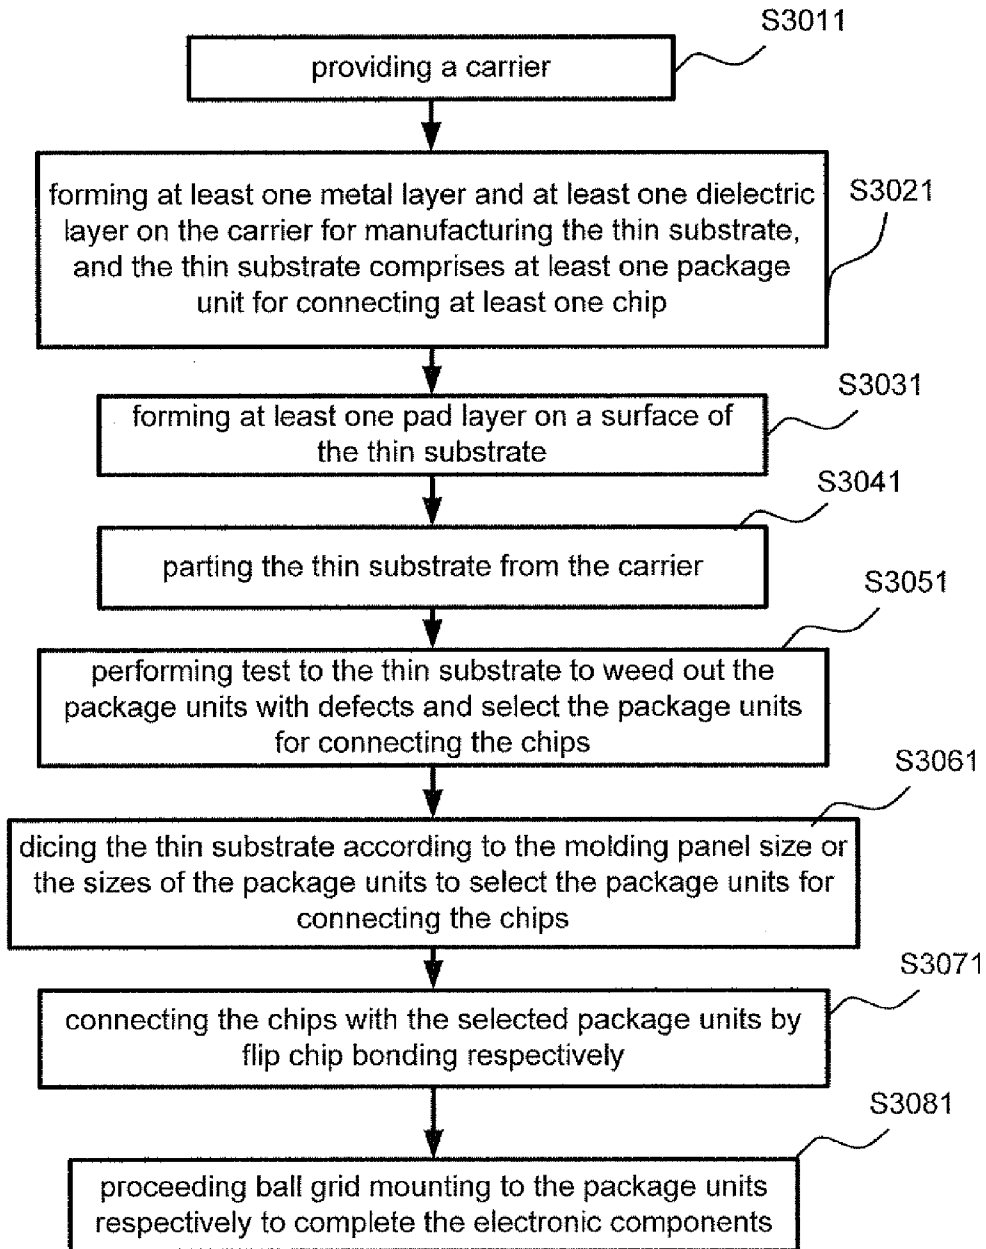 S3011
providing a carrier
forming at least one metal layer and at least one dielectric
layer on the carrier for manufacturing the thin substrate,
and the thin substrate comprises at least one package
unit for connecting at least one chip
S3021
S3031
forming at least one pad layer on a surface of
the thin substrate
S3041
parting the thin substrate from the carrier
S3051
performing test to the thin substrate to weed out the
package units with defects and select the package units
for connecting the chips
S3061
dicing the thin substrate according to the molding panel size or
the sizes of the package units to select the package units for
connecting the chips
S3071
connecting the chips with the selected package units by
flip chip bonding respectively
S3081
proceeding ball grid mounting to the package units
respectively to complete the electronic components